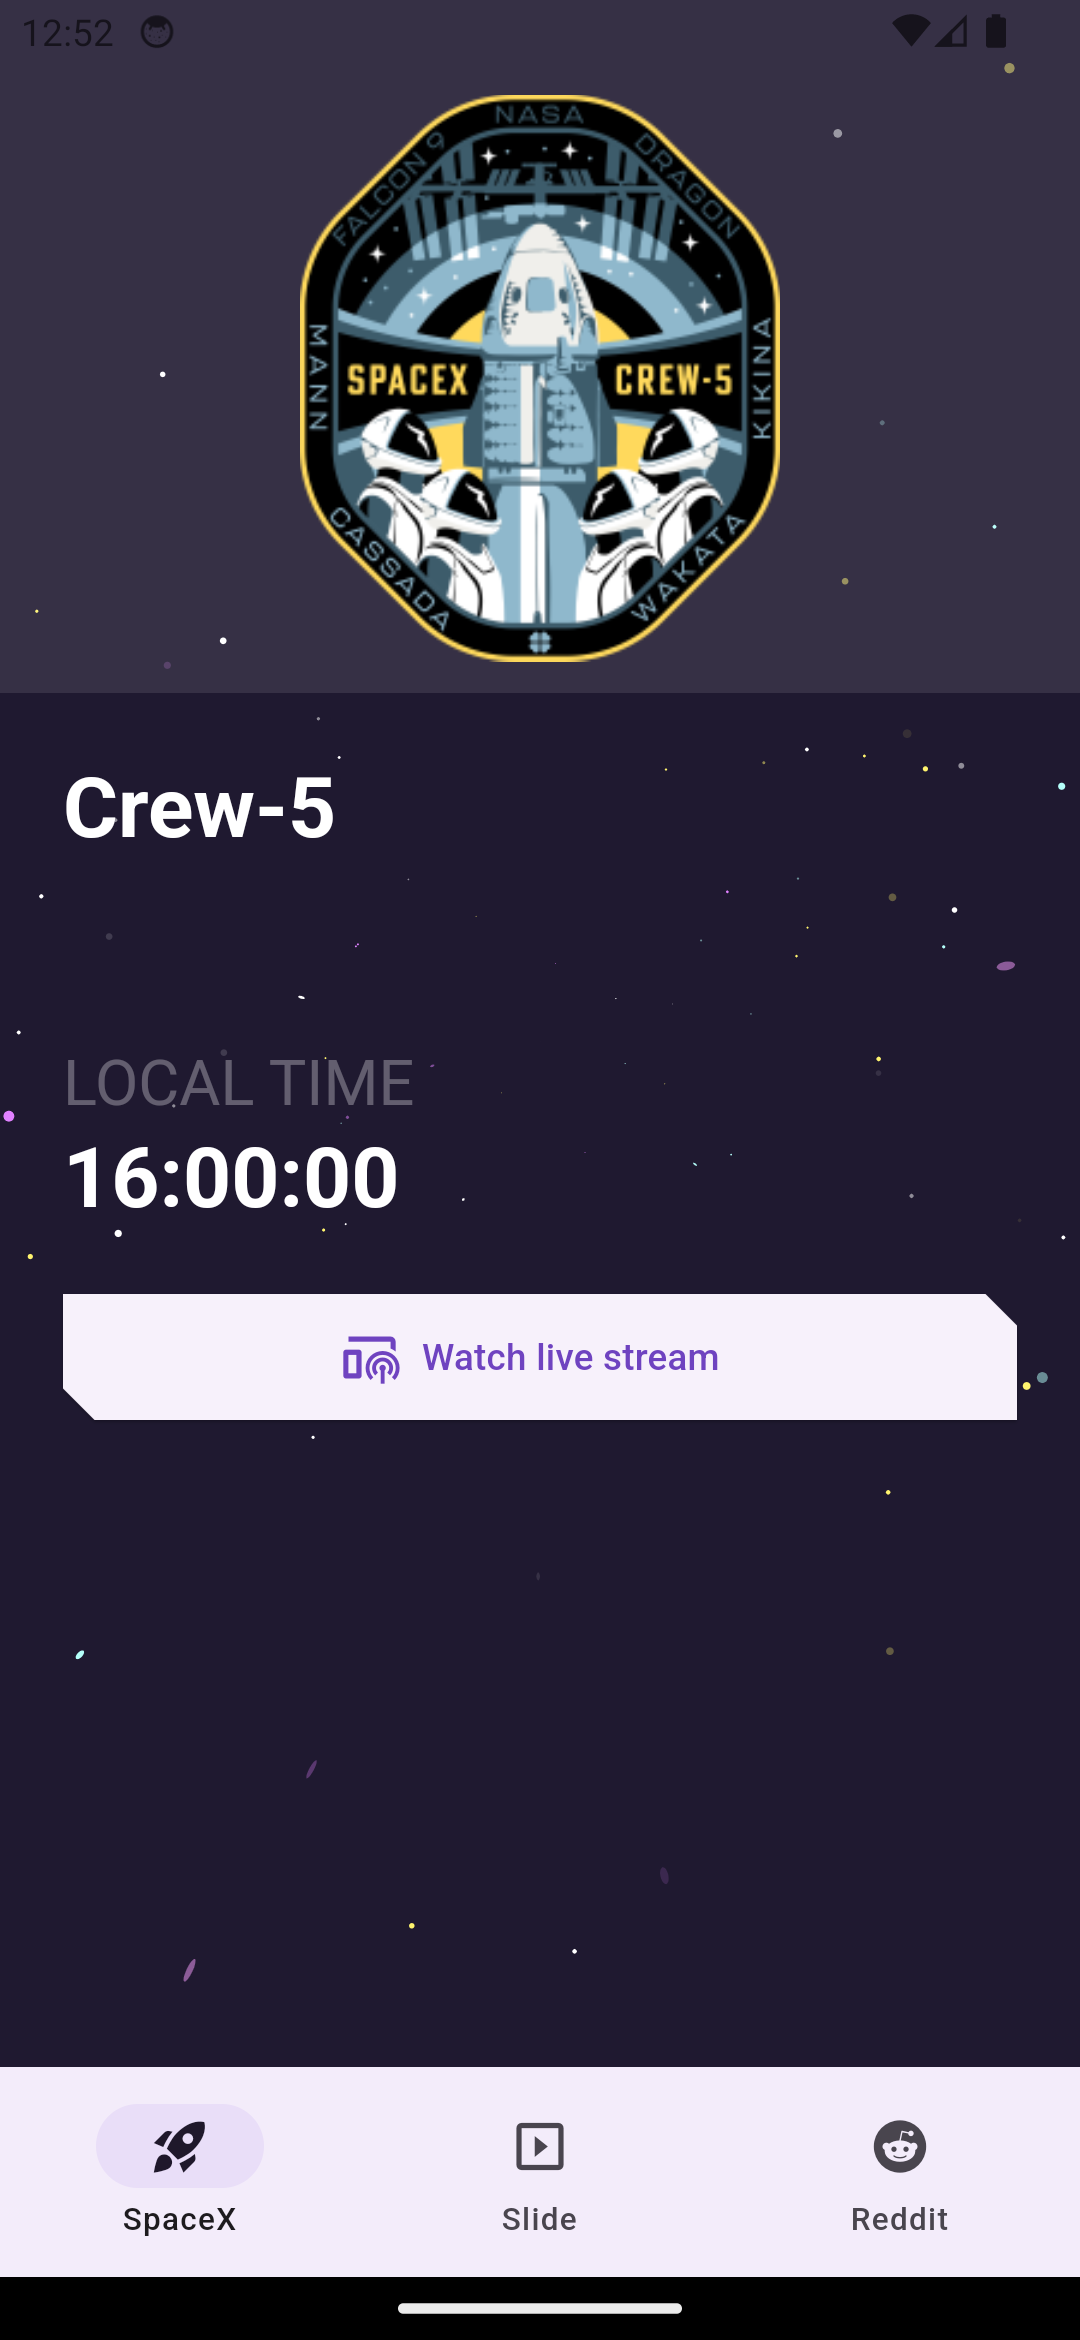 12:52
NASA
FALCON 9
DRAGON
MANN
KIKINA
SPACEX
CREW-5
CASSADA
WAKATA
Crew-5
LOCAL TIME
16:00:00
Watch live stream
SpaceX
Slide
Reddit